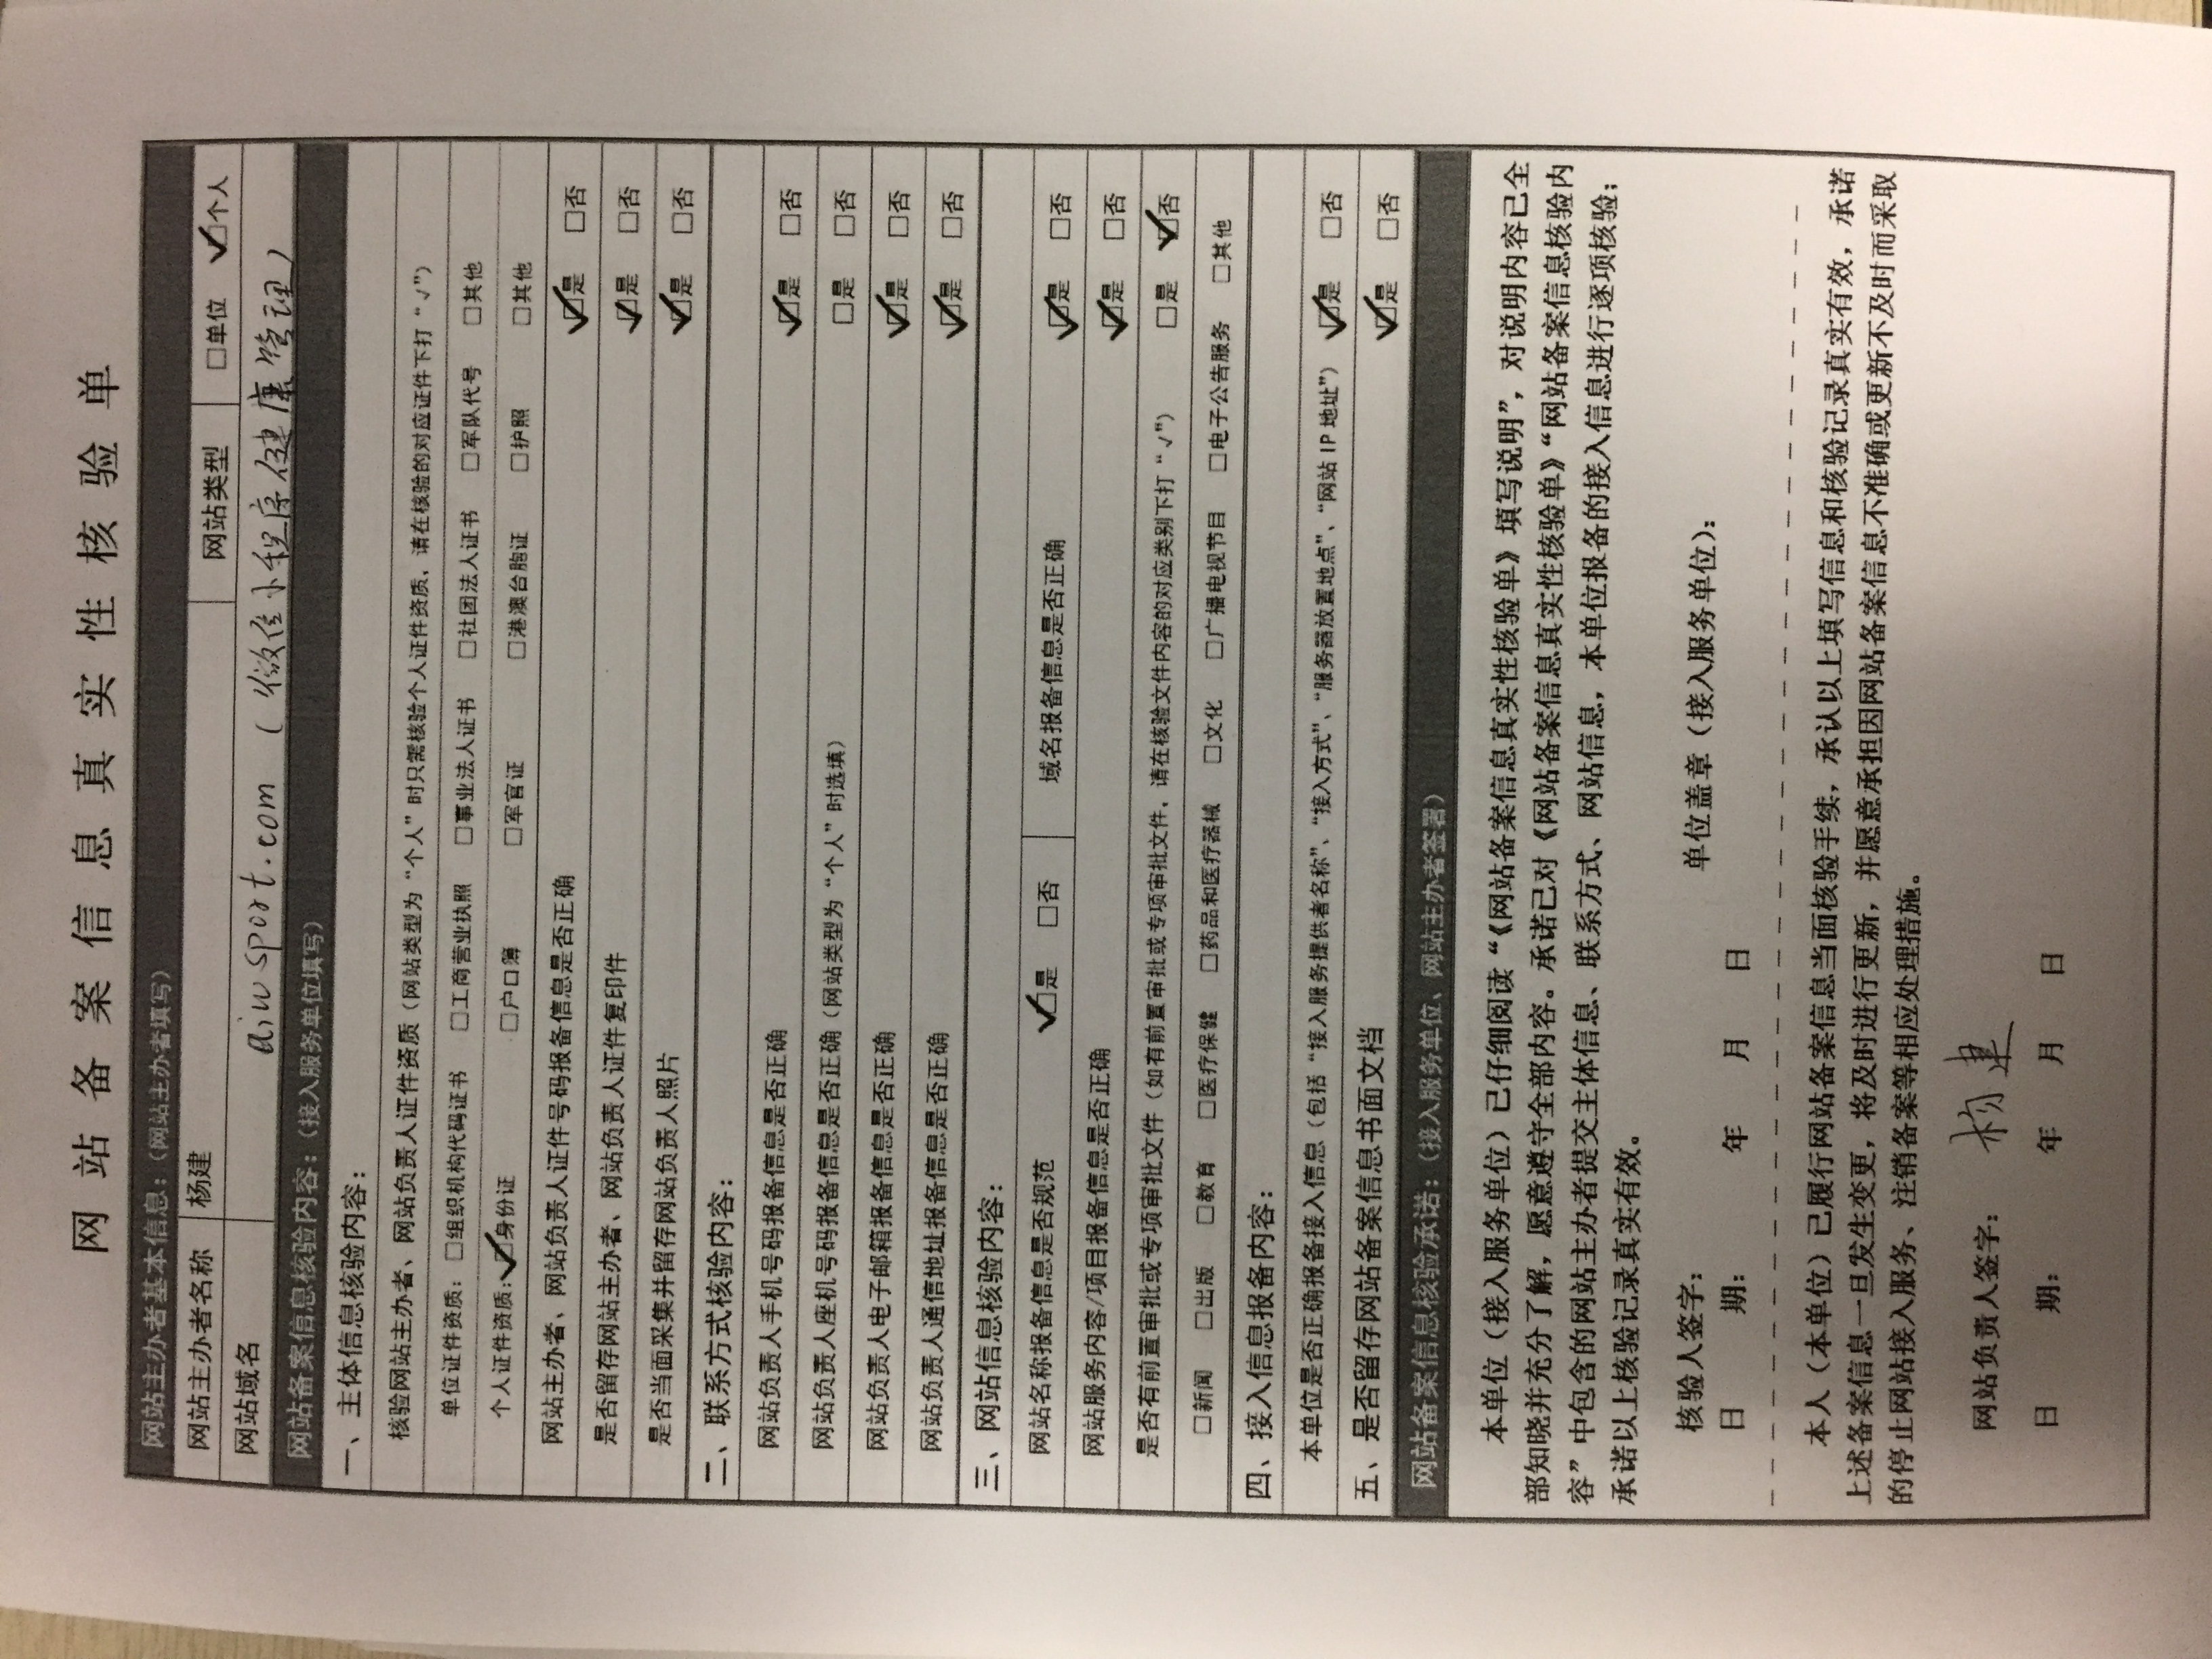 网站备案信息真实性核验单
网站主办者基本信息：（网站主办者填写）
网站主办者名称 杨建 网站类型 □单位 ☑个人
网站域名 aiwsport.com （微信小程序健康管理）
网站备案信息核验内容：（接入服务单位填写）
一、主体信息核验内容：
核验网站主办者、网站负责人证件资质（网站类型为“个人”时只需核验个人证件资质，请在核验的对应证件下打“√”）
单位证件资质：□组织机构代码证书 □工商营业执照 □事业法人证书 □社团法人证书 □军队代号 □其他
个人证件资质：☑身份证 □户口簿 □军官证 □港澳台胞证 □护照 □其他
网站主办者、网站负责人证件号码报备信息是否正确 ☑是 □否
是否留存网站主办者、网站负责人证件复印件 ☑是 □否
是否当面采集并留存网站负责人照片 ☑是 □否
二、联系方式核验内容：
网站负责人手机号码报备信息是否正确 ☑是 □否
网站负责人座机号码报备信息是否正确（网站类型为“个人”时选填） □是 □否
网站负责人电子邮箱报备信息是否正确 ☑是 □否
网站负责人通信地址报备信息是否正确 ☑是 □否
三、网站信息核验内容：
网站名称报备信息是否规范 ☑是 □否 域名报备信息是否正确 ☑是 □否
网站服务内容/项目报备信息是否正确 ☑是 □否
是否有前置审批或专项审批文件（如有前置审批或专项审批文件，请在核验文件内容的对应类别下打“√”） □是 ☑否
□新闻 □出版 □教育 □医疗保健 □药品和医疗器械 □文化 □广播电视节目 □电子公告服务 □其他
四、接入信息报备内容：
本单位是否正确报备接入信息（包括“接入服务提供者名称”、“接入方式”、“服务器放置地点”、“网站 IP 地址”） ☑是 □否
五、是否留存网站备案信息书面文档 ☑是 □否
网站备案信息核验承诺：（接入服务单位、网站主办者签署）
本单位（接入服务单位）已仔细阅读“《网站备案信息真实性核验单》填写说明”，对说明内容已全
部知晓并充分了解，愿意遵守全部内容。承诺已对《网站备案信息真实性核验单》“网站备案信息核验内
容”中包含的网站主办者提交主体信息、联系方式、网站信息，本单位报备的接入信息进行逐项核验；
承诺以上核验记录真实有效。
核验人签字： 单位盖章（接入服务单位）：
日 期： 年 月 日
本人（本单位）已履行网站备案信息当面核验手续，承认以上填写信息和核验记录真实有效，承诺
上述备案信息一旦发生变更，将及时进行更新，并愿意承担因网站备案信息不准确或更新不及时而采取
的停止网站接入服务、注销备案等相应处理措施。
网站负责人签字： 杨建
日 期： 年 月 日